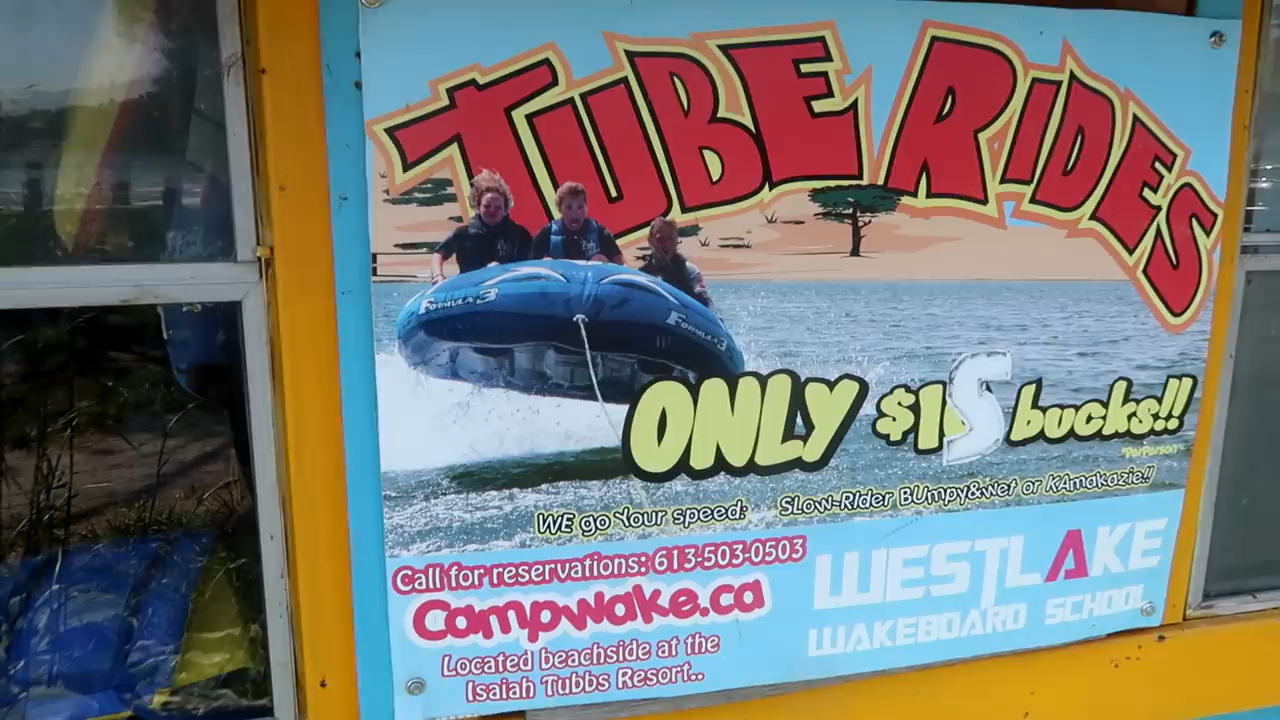 TUBE RIDES
FORMULA 3
FORMULA 3
ONLY $15 bucks!!
*PerPerson
WE go Your speed: SLow-RIder BUmpy&wet or KAmakazie!!
Call for reservations: 613-503-0503
Campwake.ca
Located beachside at the
Isaiah Tubbs Resort..
WESTLAKE
WAKEBOARD SCHOOL